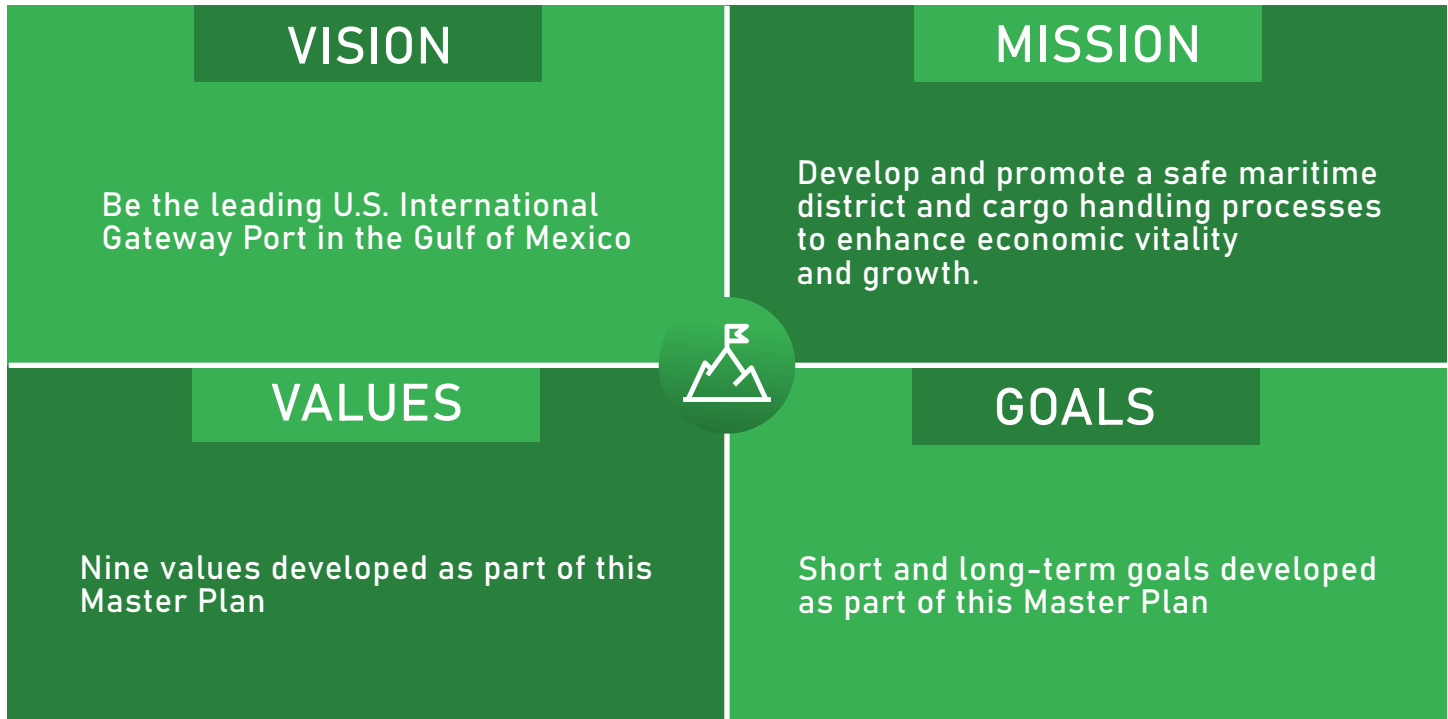 VISION
Be the leading U.S. International
Gateway Port in the Gulf of Mexico
MISSION
Develop and promote a safe maritime
district and cargo handling processes
to enhance economic vitality
and growth.
VALUES
Nine values developed as part of this
Master Plan
GOALS
Short and long-term goals developed
as part of this Master Plan